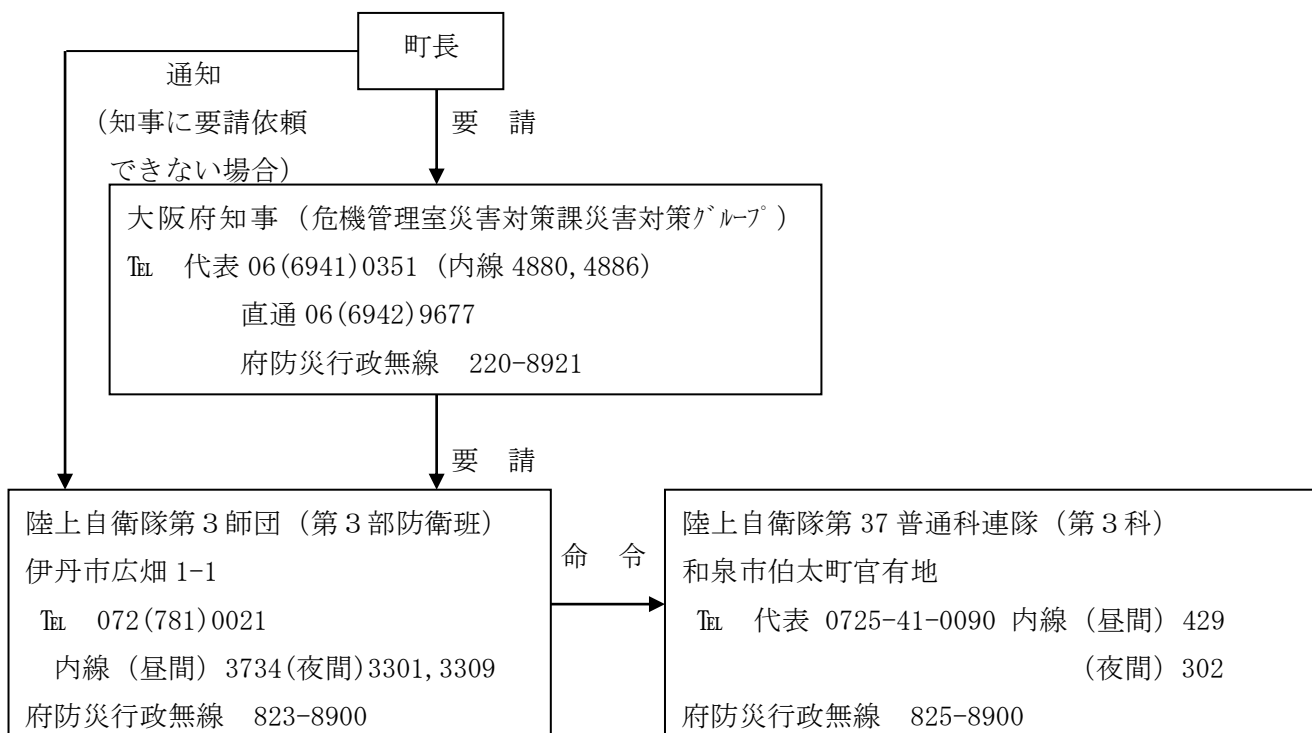 町長
通知
(知事に要請依頼
できない場合)
要　請
大阪府知事（危機管理室災害対策課災害対策ｸﾞﾙｰﾌﾟ）
℡　代表 06(6941)0351（内線 4880,4886）
直通 06(6942)9677
府防災行政無線　220-8921
要　請
陸上自衛隊第３師団（第３部防衛班）
伊丹市広畑 1-1
℡　072(781)0021
内線（昼間）3734(夜間)3301,3309
府防災行政無線　823-8900
命　令
陸上自衛隊第 37 普通科連隊（第３科）
和泉市伯太町官有地
℡　代表 0725-41-0090 内線（昼間）429
（夜間）302
府防災行政無線　825-8900